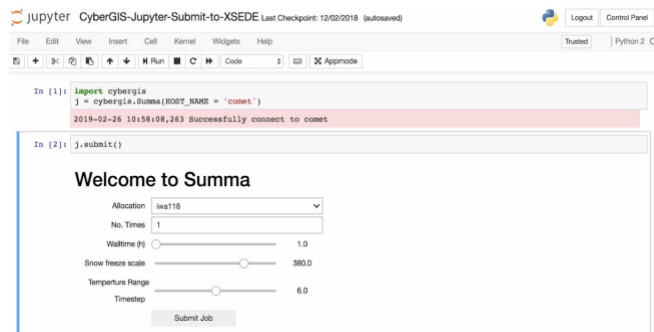 jupyter CyberGIS-Jupyter-Submit-to-XSEDE Last Checkpoint: 12/02/2018 (autosaved) Logout Control Panel
File Edit View Insert Cell Kernel Widgets Help Trusted Python 2
Run C Code Appmode
In [1]: import cybergis
j = cybergis.Summa(HOST_NAME = 'comet')
2019-02-26 10:58:08,263 Successfully connect to comet
In [2]: j.submit()
Welcome to Summa
Allocation iwa118
No. Times 1
Walltime (h) 1.0
Snow freeze scale 380.0
Temperture Range
Timestep 6.0
Submit Job